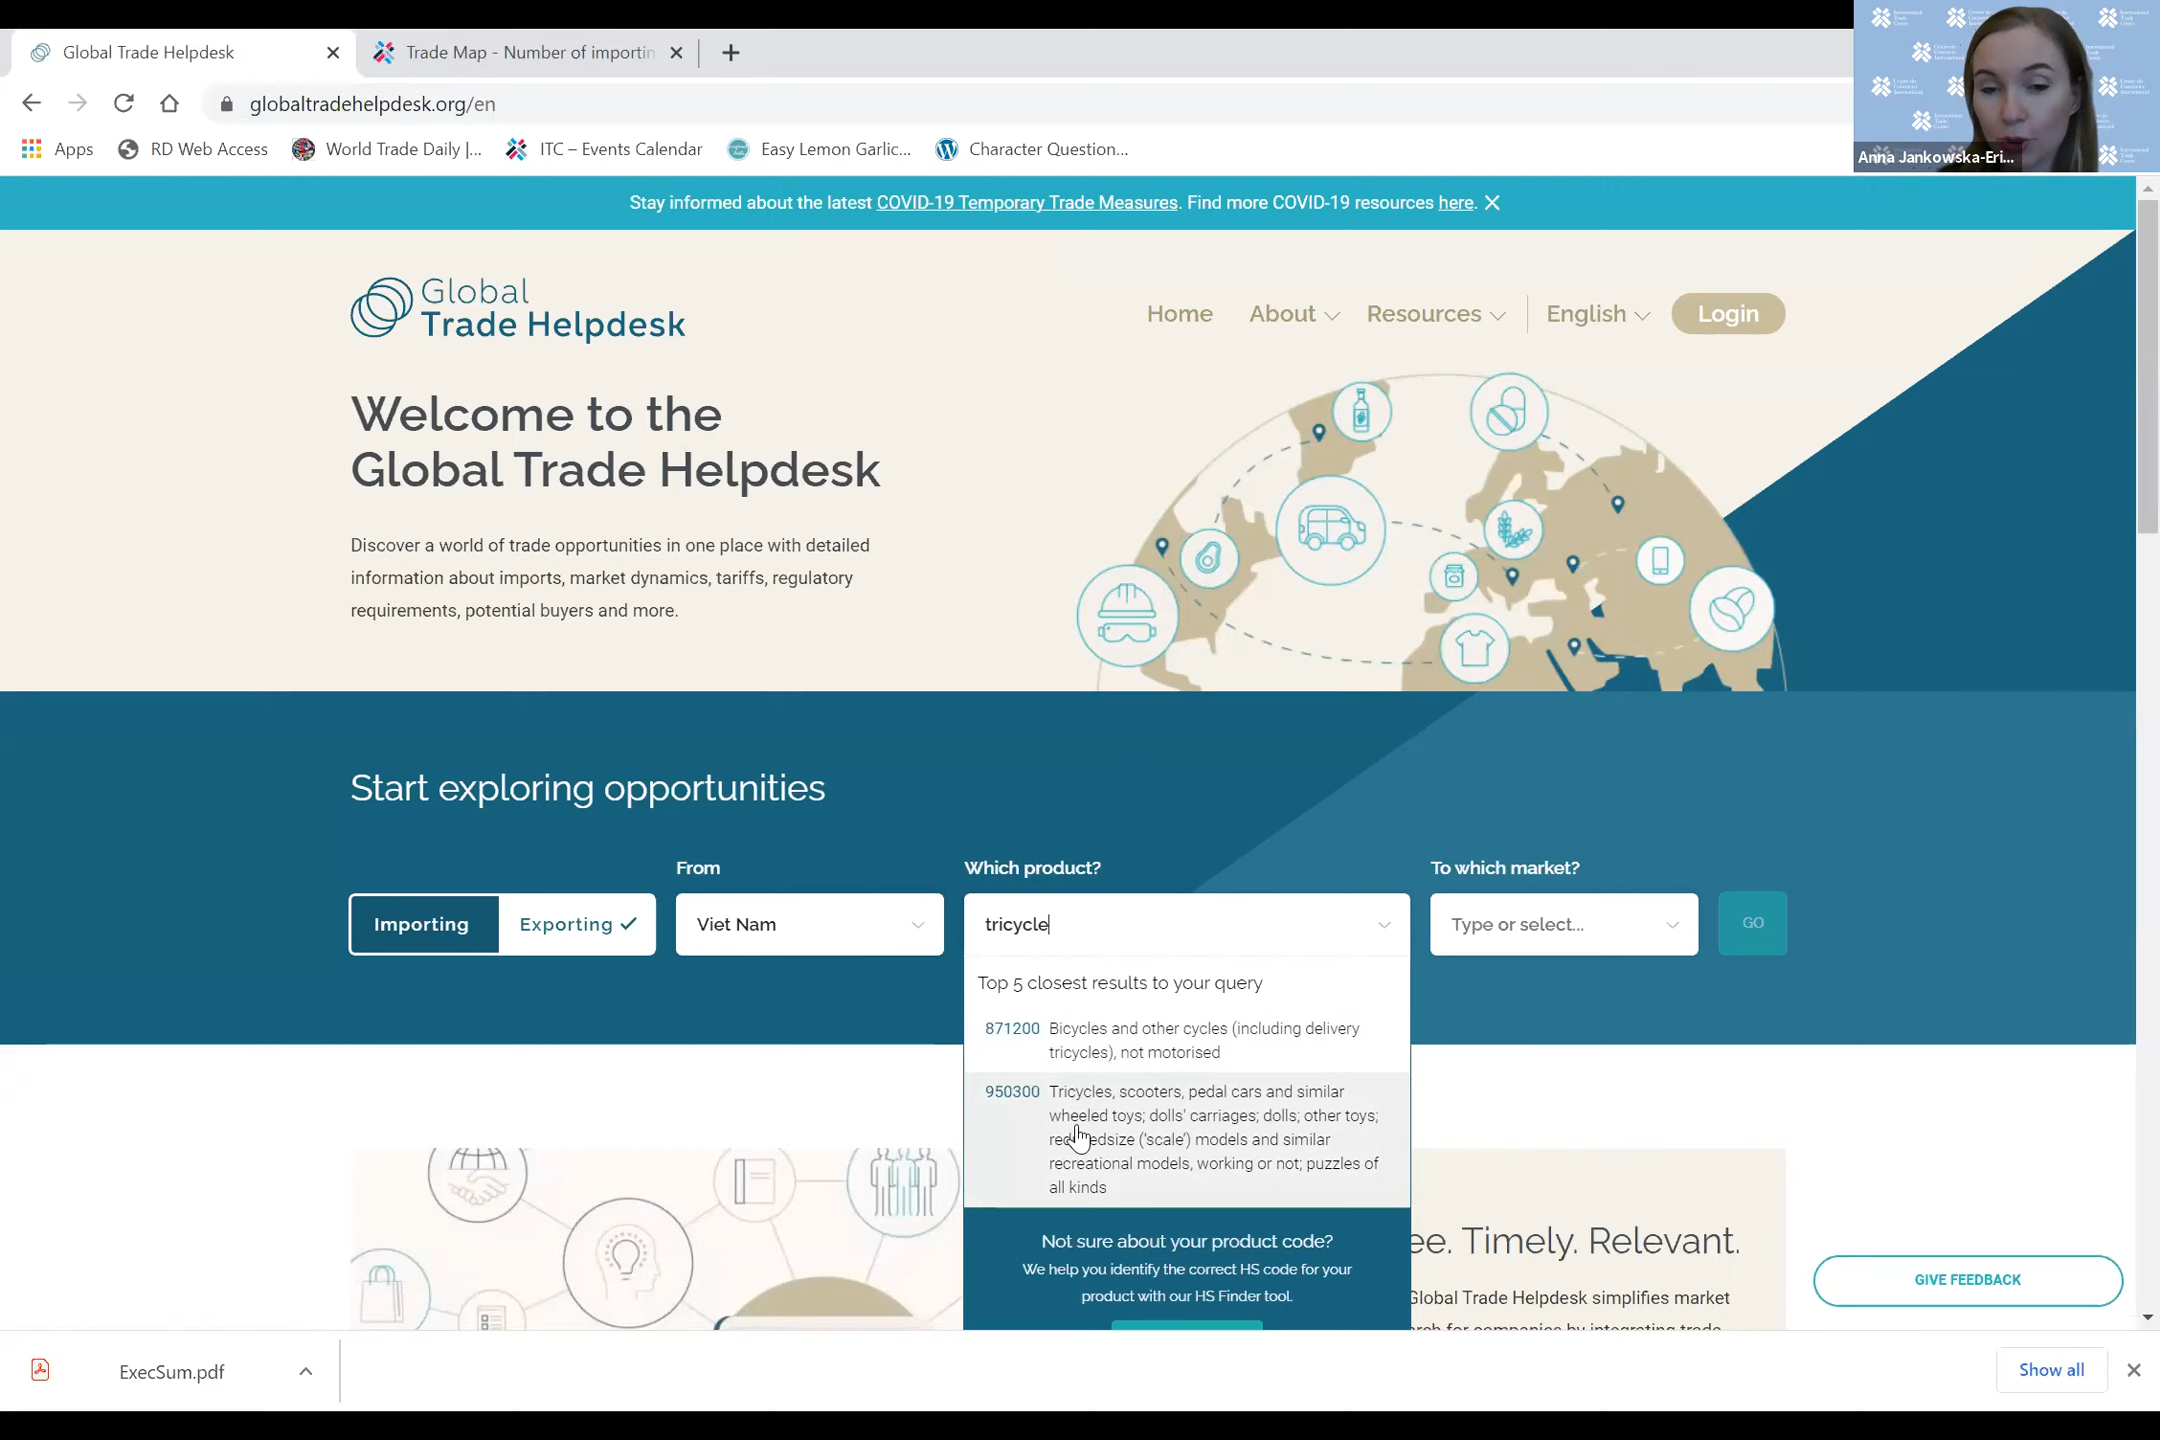 Global Trade Helpdesk
Trade Map - Number of importin
globaltradehelpdesk.org/en
Apps
RD Web Access
World Trade Daily |...
ITC – Events Calendar
Easy Lemon Garlic...
Character Question...
Anna Jankowska-Eri...
Stay informed about the latest COVID-19 Temporary Trade Measures. Find more COVID-19 resources here.
Global
Trade Helpdesk
Home
About
Resources
English
Login
Welcome to the
Global Trade Helpdesk
Discover a world of trade opportunities in one place with detailed
information about imports, market dynamics, tariffs, regulatory
requirements, potential buyers and more.
Start exploring opportunities
From
Which product?
To which market?
Importing
Exporting
Viet Nam
tricycle
Type or select...
GO
Top 5 closest results to your query
871200 Bicycles and other cycles (including delivery
tricycles), not motorised
950300 Tricycles, scooters, pedal cars and similar
wheeled toys; dolls' carriages; dolls; other toys;
edsize ('scale') models and similar
recreational models, working or not; puzzles of
all kinds
Not sure about your product code?
We help you identify the correct HS code for your
product with our HS Finder tool.
ee. Timely. Relevant.
Global Trade Helpdesk simplifies market
GIVE FEEDBACK
ExecSum.pdf
Show all